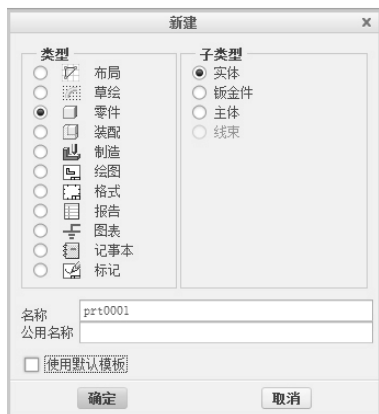 新建
x
类型
布局
草绘
零件
装配
制造
绘图
格式
报告
图表
记事本
标记
子类型
实体
钣金件
主体
线束
名称 prt0001
公用名称
使用默认模板
确定 取消